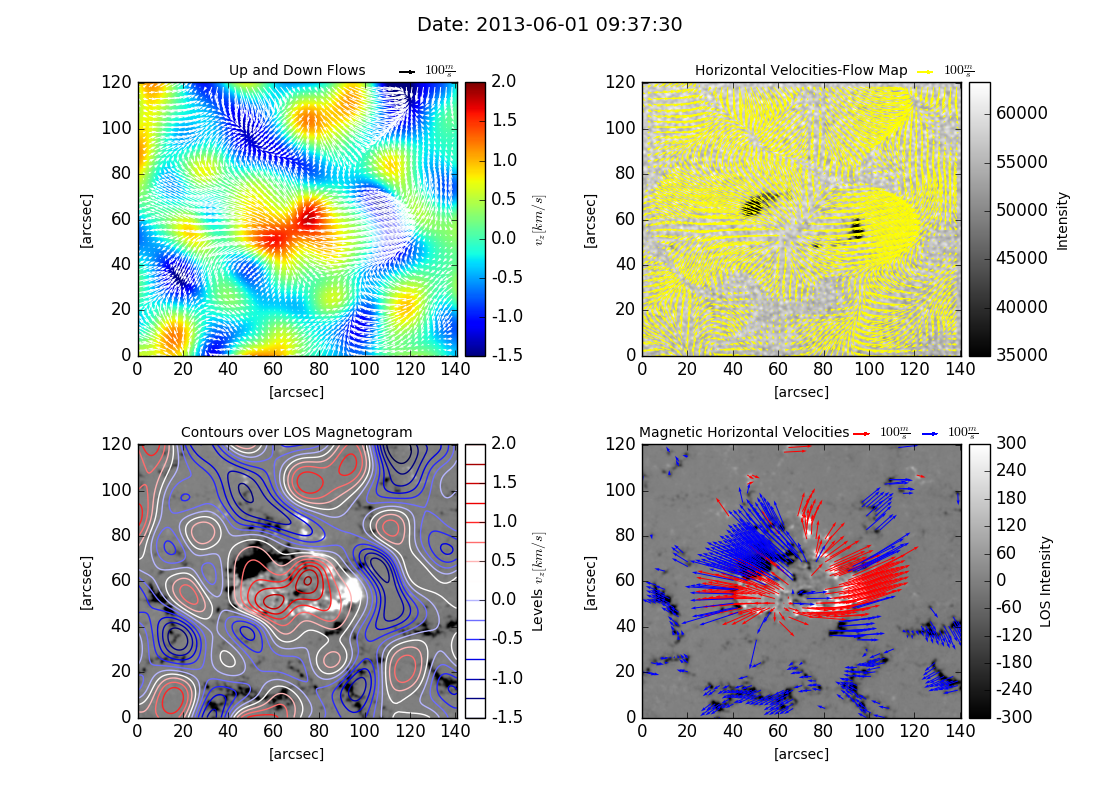 Date: 2013-06-01 09:37:30
Up and Down Flows
100 m/s
120
100
80
60
40
20
0
[arcsec]
0 20 40 60 80 100 120 140
[arcsec]
2.0
1.5
1.0
0.5
0.0
-0.5
-1.0
-1.5
v_z[km/s]
Horizontal Velocities-Flow Map
100 m/s
120
100
80
60
40
20
0
[arcsec]
0 20 40 60 80 100 120 140
[arcsec]
60000
55000
50000
45000
40000
35000
Intensity
Contours over LOS Magnetogram
120
100
80
60
40
20
0
[arcsec]
0 20 40 60 80 100 120 140
[arcsec]
2.0
1.5
1.0
0.5
0.0
-0.5
-1.0
-1.5
Levels v_z[km/s]
Magnetic Horizontal Velocities
100 m/s
100 m/s
120
100
80
60
40
20
0
[arcsec]
0 20 40 60 80 100 120 140
[arcsec]
300
240
180
120
60
0
-60
-120
-180
-240
-300
LOS Intensity